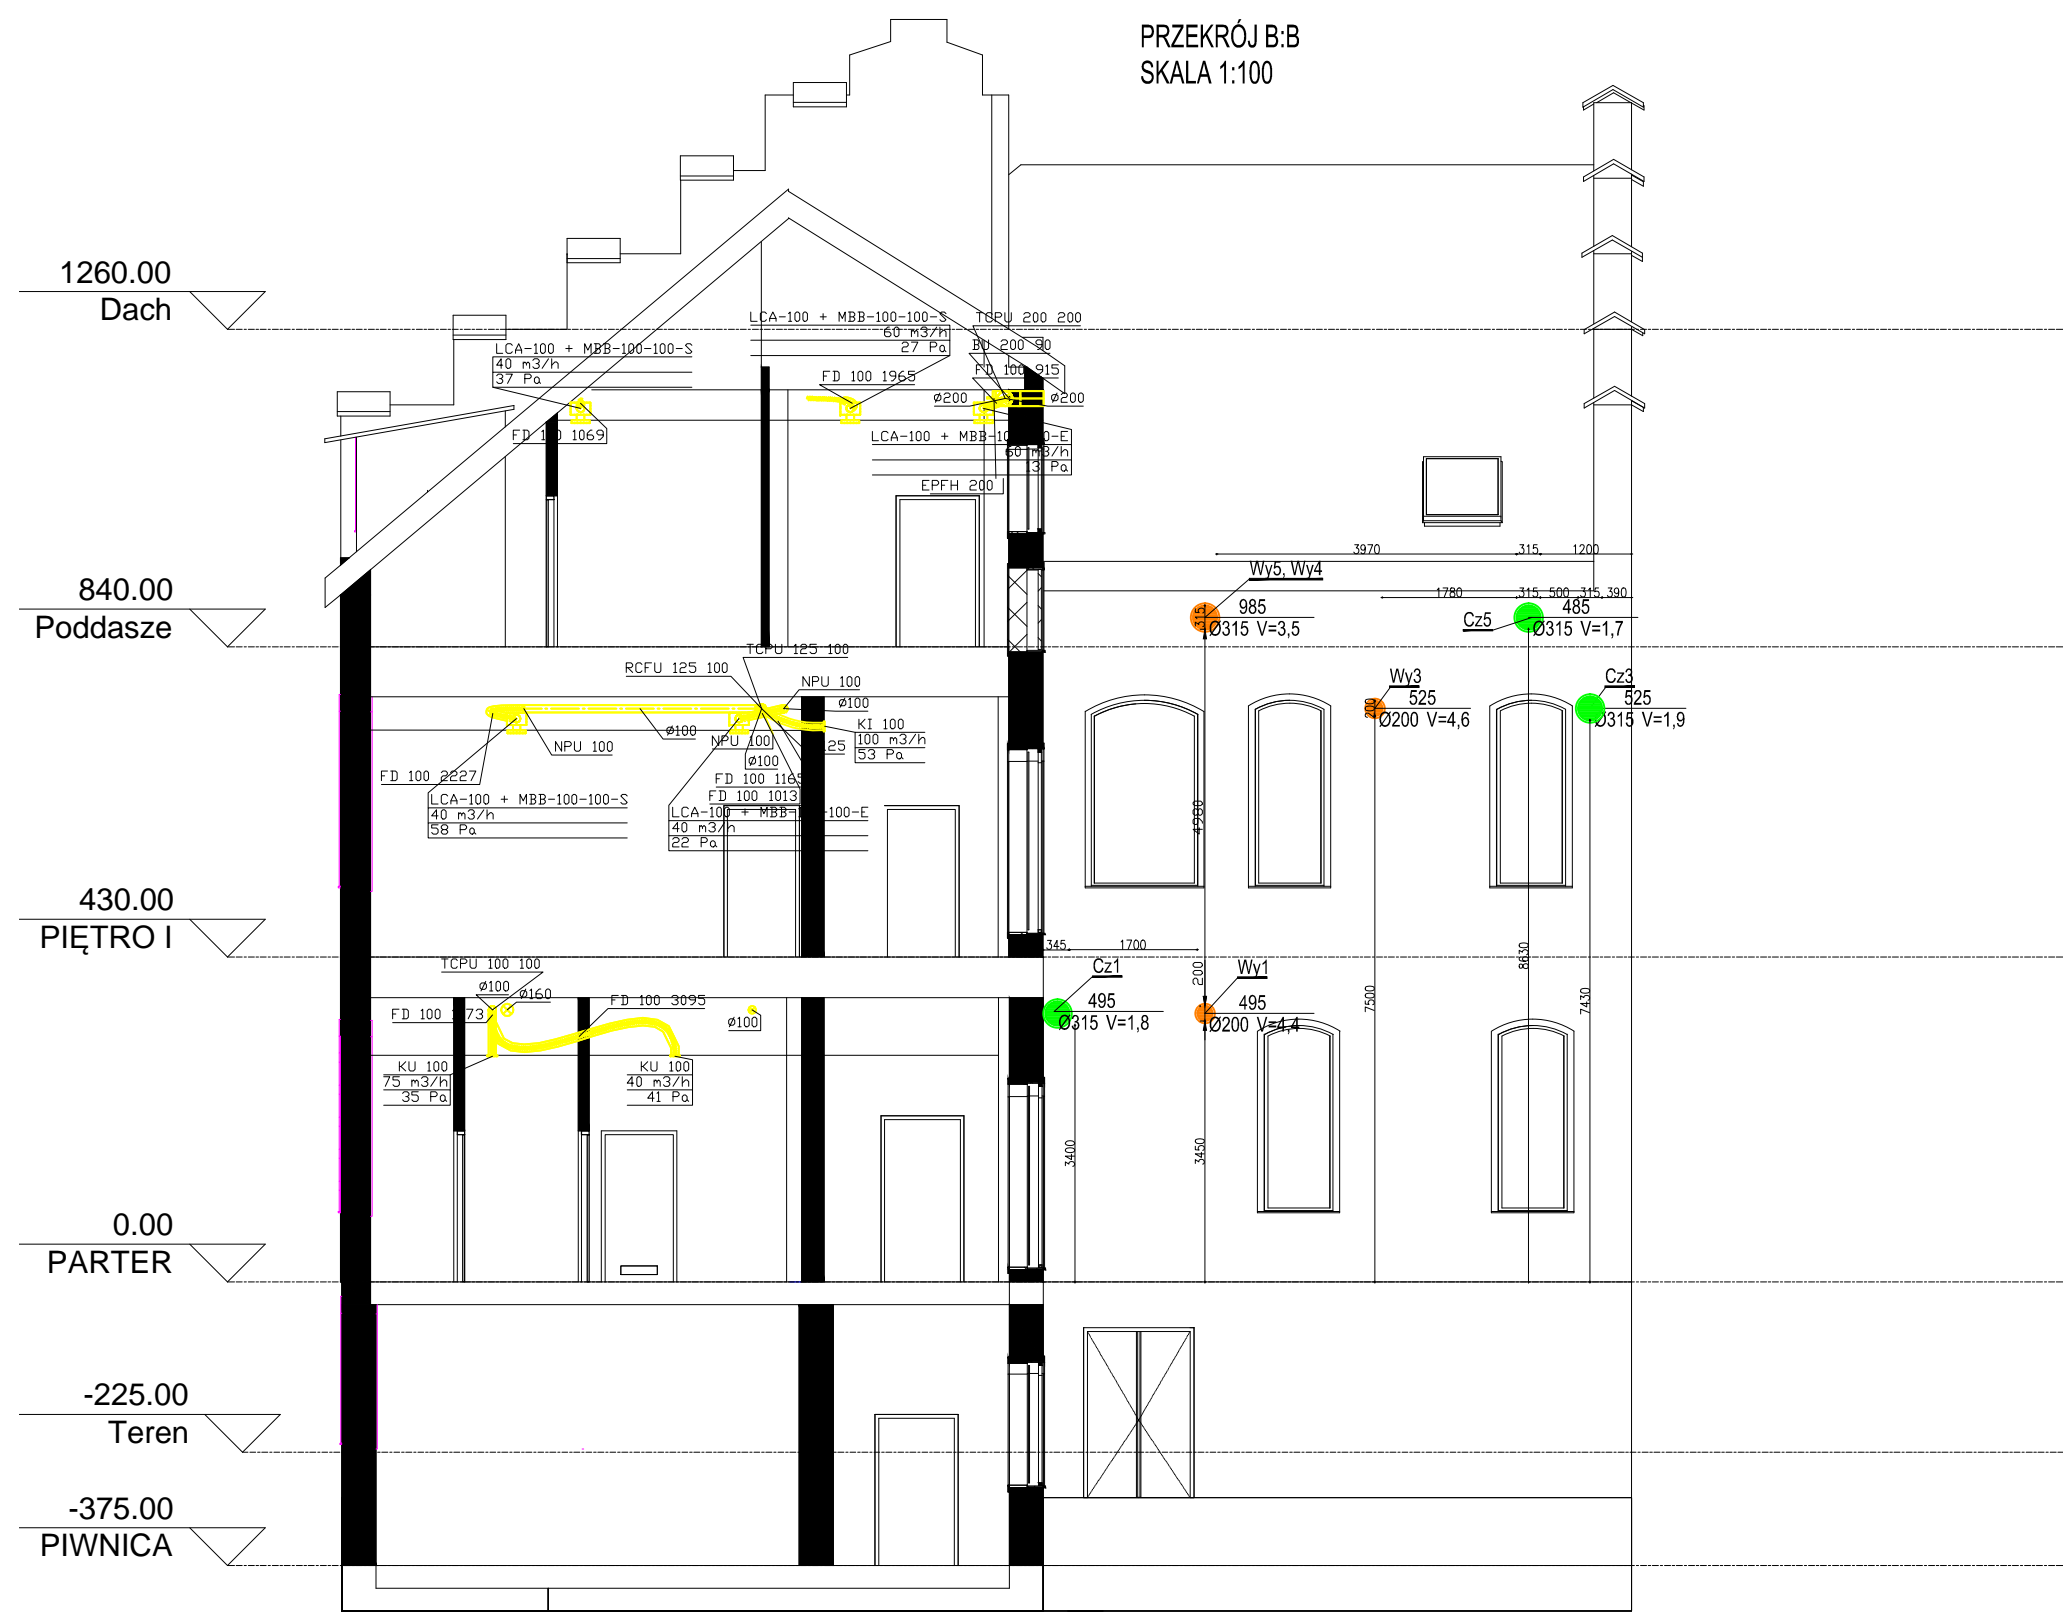 PRZEKRÓJ B:B
SKALA 1:100
1260.00
Dach
LCA-100 + MBB-100-100-S
60 m3/h
27 Pa
TCPU 200 200
BU 200 90
FD 100 915
LCA-100 + MBB-100-100-S
40 m3/h
37 Pa
FD 100 1965
ø200
ø200
1069
60 m3/h
13 Pa
EPFH 200
3970
315
1200
840.00
Poddasze
Wy5, Wy4
985
Ø315 V=3,5
315
1780
315
500
315
390
Cz5
485
Ø315 V=1,7
TCPU 125 100
RCFU 125 100
NPU 100
ø100
Wy3
525
Ø200 V=4,6
200
Cz3
525
Ø315 V=1,9
KI 100
100 m3/h
53 Pa
ø100
NPU 100
NPU 100
ø100
FD 100 2227
FD 100 1013
LCA-100 + MBB-100-100-S
40 m3/h
58 Pa
40 m3/h
22 Pa
4980
430.00
PIĘTRO I
345
1700
200
8630
7500
7430
TCPU 100 100
ø100
ø160
FD 100 3095
ø100
Cz1
495
Ø315 V=1,8
Wy1
495
Ø200 V=4,4
KU 100
75 m3/h
35 Pa
KU 100
40 m3/h
41 Pa
3400
3450
0.00
PARTER
-225.00
Teren
-375.00
PIWNICA